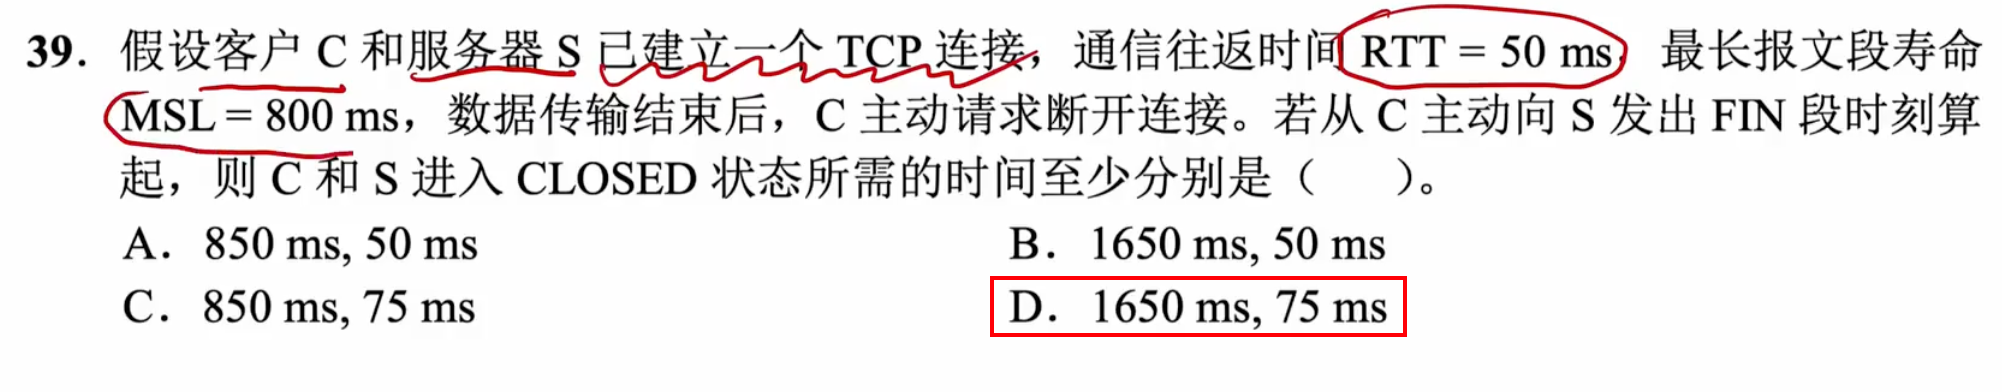 39. 假设客户 C 和服务器 S 已建立一个 TCP 连接，通信往返时间 RTT = 50 ms，最长报文段寿命
MSL = 800 ms，数据传输结束后，C 主动请求断开连接。若从 C 主动向 S 发出 FIN 段时刻算
起，则 C 和 S 进入 CLOSED 状态所需的时间至少分别是（ ）。
A. 850 ms, 50 ms B. 1650 ms, 50 ms
C. 850 ms, 75 ms D. 1650 ms, 75 ms